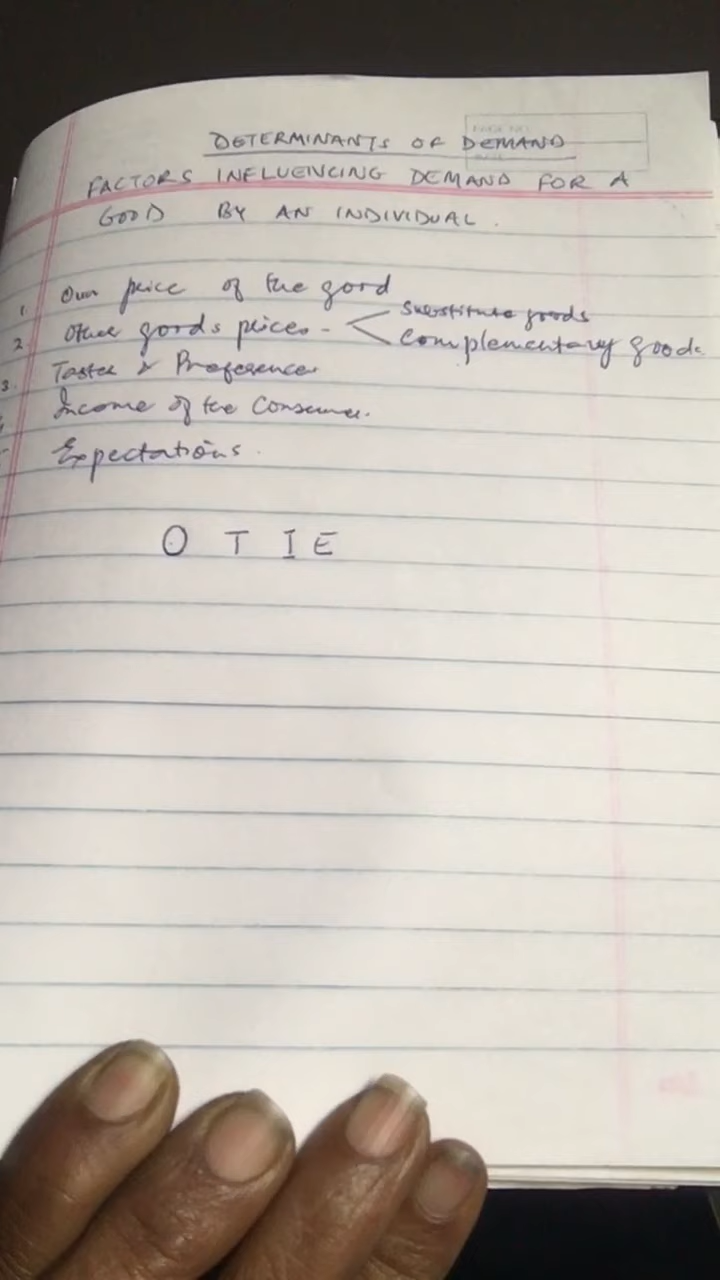 DETERMINANTS OF DEMAND
FACTORS INFLUENCING DEMAND FOR A
GOOD BY AN INDIVIDUAL.
1. Own price of the good
2. Other goods prices - Substitute goods
Complementary goods
3. Tastes & Preferences
Income of the Consumer.
Expectations.
O T I E